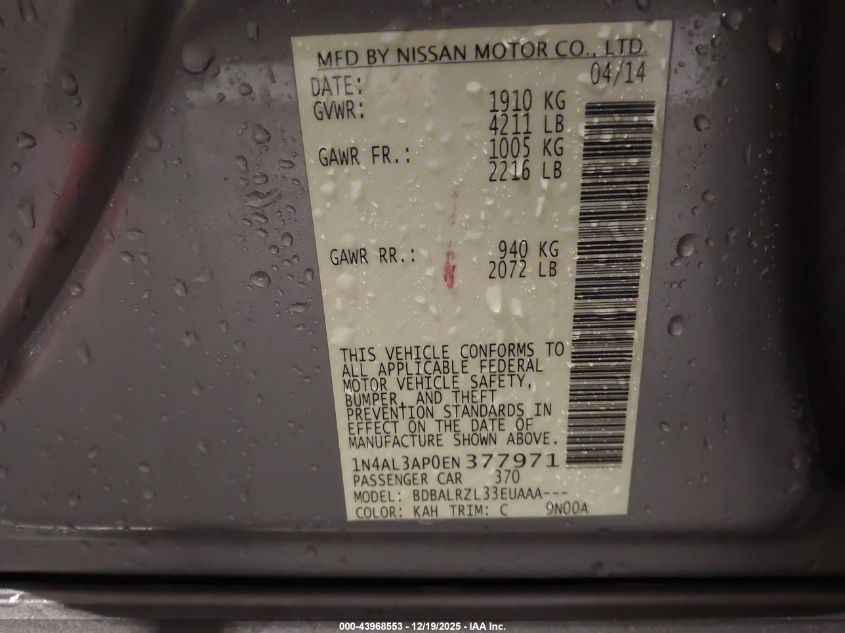 MFD BY NISSAN MOTOR CO., LTD.
DATE: 04/14
GVWR: 1910 KG
4211 LB
GAWR FR.: 1005 KG
2216 LB
GAWR RR.: 940 KG
2072 LB
THIS VEHICLE CONFORMS TO
ALL APPLICABLE FEDERAL
MOTOR VEHICLE SAFETY,
BUMPER, AND THEFT
PREVENTION STANDARDS IN
EFFECT ON THE DATE OF
MANUFACTURE SHOWN ABOVE.
1N4AL3AP0EN377971
PASSENGER CAR 370
MODEL: BDBALRZL33EUAAA---
COLOR: KAH TRIM: C 9N00A
000-43968553 - 12/19/2025 - IAA Inc.